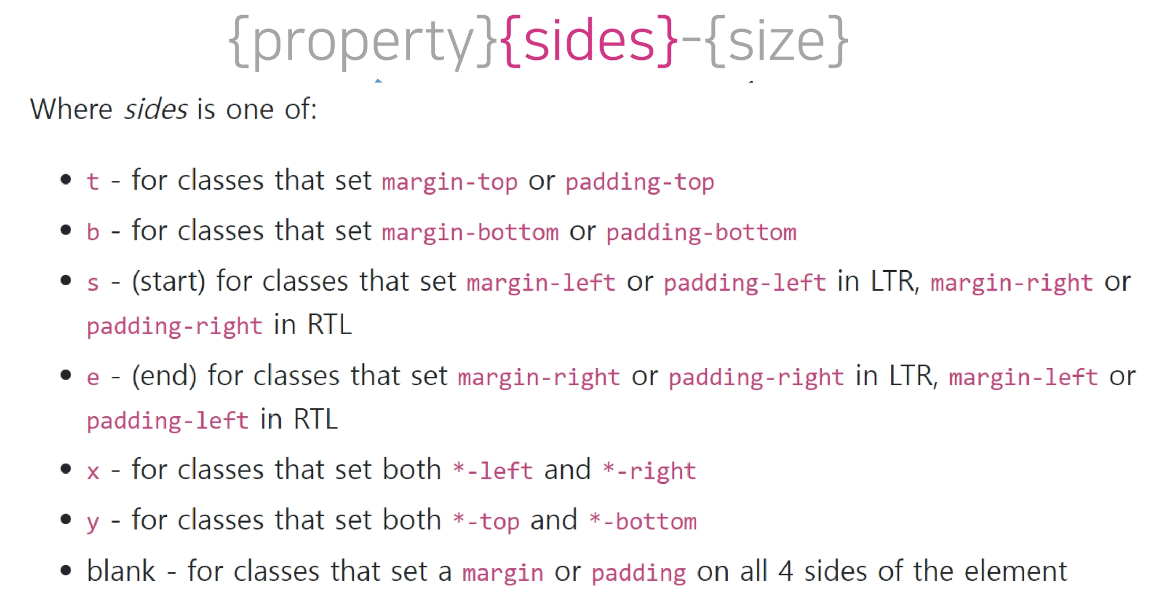 {property}{sides}-{size}
Where sides is one of:
• t - for classes that set margin-top or padding-top
• b - for classes that set margin-bottom or padding-bottom
• s - (start) for classes that set margin-left or padding-left in LTR, margin-right or
padding-right in RTL
• e - (end) for classes that set margin-right or padding-right in LTR, margin-left or
padding-left in RTL
• x - for classes that set both *-left and *-right
• y - for classes that set both *-top and *-bottom
• blank - for classes that set a margin or padding on all 4 sides of the element